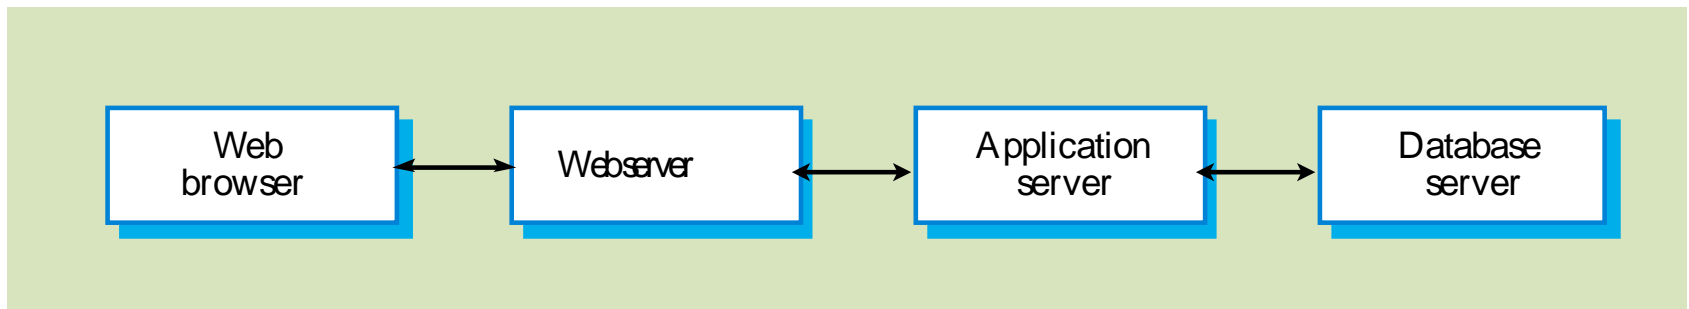 Web
browser
Webserver
Application
server
Database
server